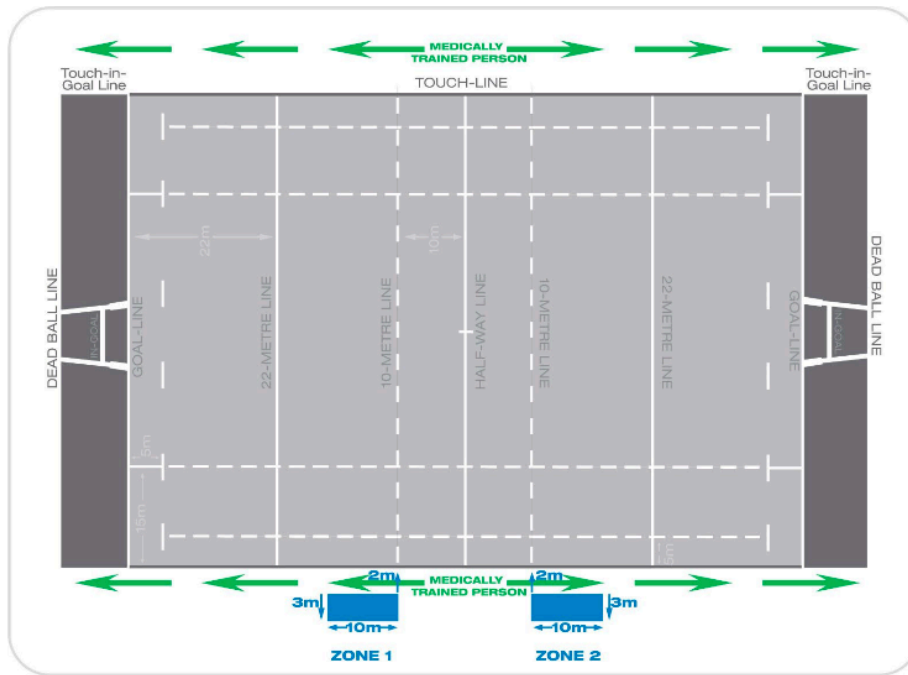 MEDICALLY
TRAINED PERSON
Touch-in-
Goal Line
TOUCH-LINE
Touch-in-
Goal Line
22m
10m
DEAD BALL LINE
IN-GOAL
GOAL-LINE
22-METRE LINE
10-METRE LINE
HALF-WAY LINE
10-METRE LINE
22-METRE LINE
GOAL-LINE
IN-GOAL
DEAD BALL LINE
5m
15m
5m
2m
MEDICALLY
TRAINED PERSON
2m
3m
10m
10m
3m
ZONE 1
ZONE 2